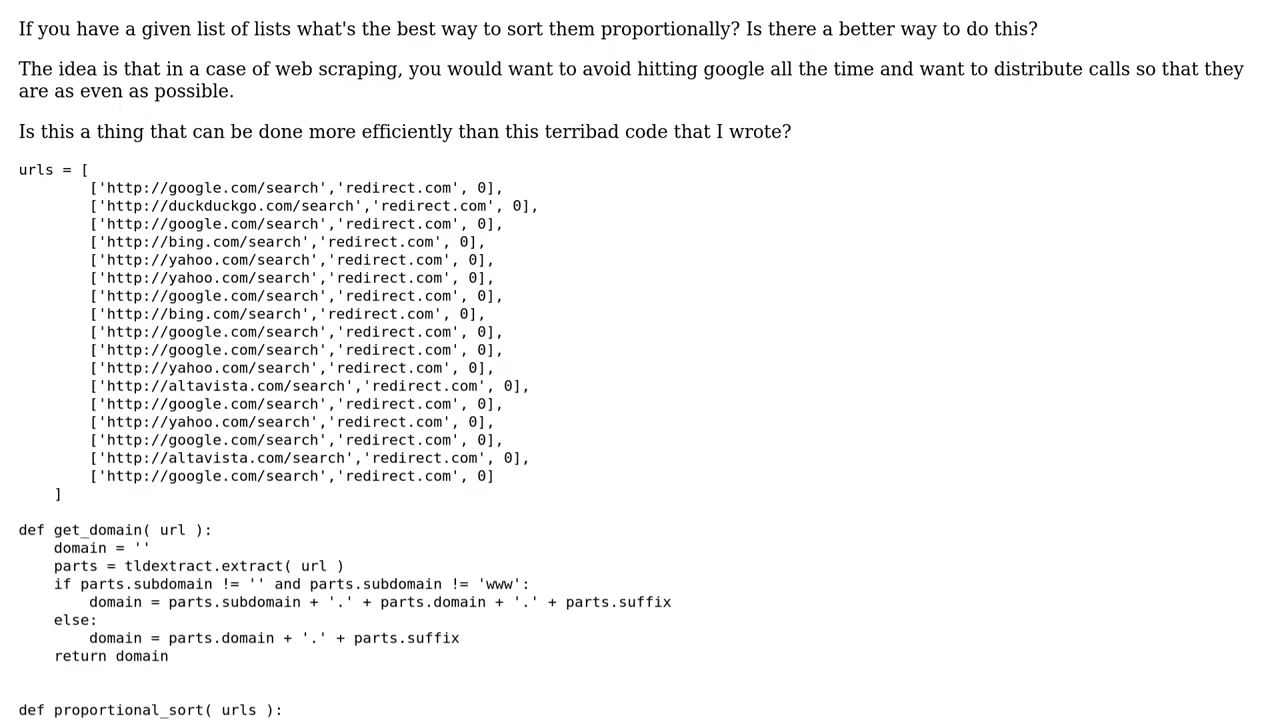 If you have a given list of lists what's the best way to sort them proportionally? Is there a better way to do this?
The idea is that in a case of web scraping, you would want to avoid hitting google all the time and want to distribute calls so that they
are as even as possible.
Is this a thing that can be done more efficiently than this terribad code that I wrote?
urls = [
        ['http://google.com/search','redirect.com', 0],
        ['http://duckduckgo.com/search','redirect.com', 0],
        ['http://google.com/search','redirect.com', 0],
        ['http://bing.com/search','redirect.com', 0],
        ['http://yahoo.com/search','redirect.com', 0],
        ['http://yahoo.com/search','redirect.com', 0],
        ['http://google.com/search','redirect.com', 0],
        ['http://bing.com/search','redirect.com', 0],
        ['http://google.com/search','redirect.com', 0],
        ['http://google.com/search','redirect.com', 0],
        ['http://yahoo.com/search','redirect.com', 0],
        ['http://altavista.com/search','redirect.com', 0],
        ['http://google.com/search','redirect.com', 0],
        ['http://yahoo.com/search','redirect.com', 0],
        ['http://google.com/search','redirect.com', 0],
        ['http://altavista.com/search','redirect.com', 0],
        ['http://google.com/search','redirect.com', 0]
    ]
def get_domain( url ):
    domain = ''
    parts = tldextract.extract( url )
    if parts.subdomain != '' and parts.subdomain != 'www':
        domain = parts.subdomain + '.' + parts.domain + '.' + parts.suffix
    else:
        domain = parts.domain + '.' + parts.suffix
    return domain
def proportional_sort( urls ):